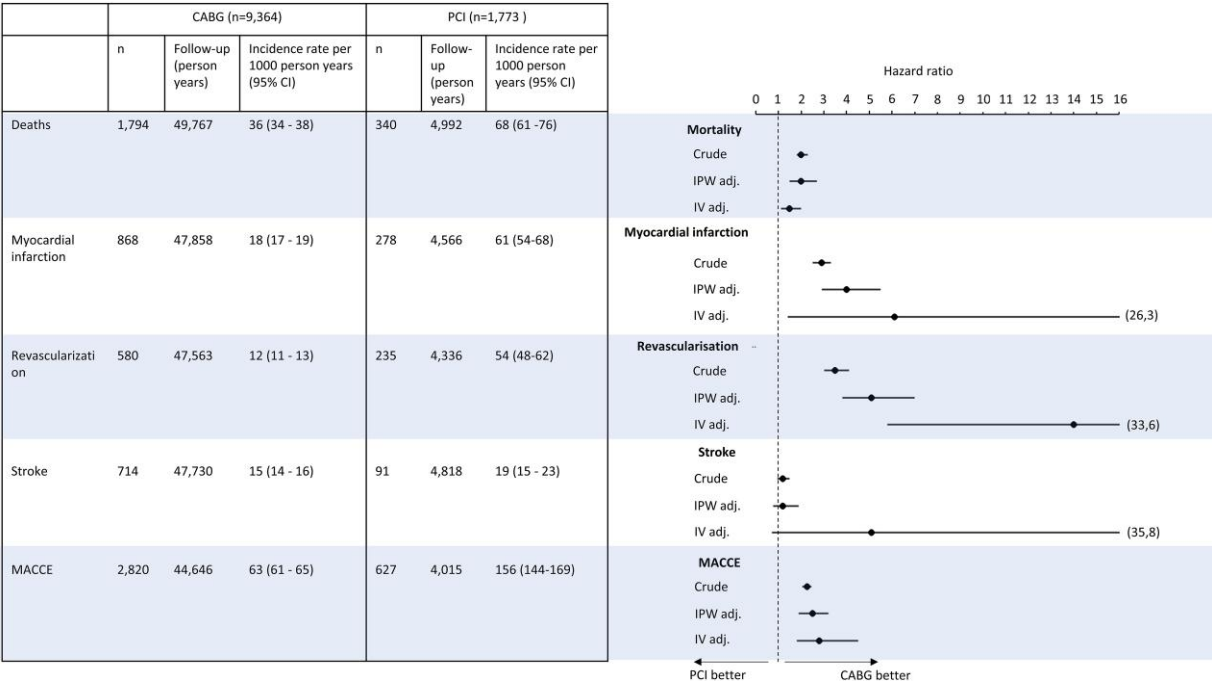 CABG (n=9,364) PCI (n=1,773 )
n Follow-up Incidence rate per n Follow- Incidence rate per
(person 1000 person years up 1000 person
years) (95% CI) (person years (95% CI)
years)
Hazard ratio
0 1 2 3 4 5 6 7 8 9 10 11 12 13 14 15 16
Deaths 1,794 49,767 36 (34 - 38) 340 4,992 68 (61 -76)
Mortality
Crude
IPW adj.
IV adj.
Myocardial 868 47,858 18 (17 - 19) 278 4,566 61 (54-68)
infarction
Myocardial infarction
Crude
IPW adj.
IV adj. (26,3)
Revascularizati 580 47,563 12 (11 - 13) 235 4,336 54 (48-62)
on
Revascularisation
Crude
IPW adj.
IV adj. (33,6)
Stroke 714 47,730 15 (14 - 16) 91 4,818 19 (15 - 23)
Stroke
Crude
IPW adj.
IV adj. (35,8)
MACCE 2,820 44,646 63 (61 - 65) 627 4,015 156 (144-169)
MACCE
Crude
IPW adj.
IV adj.
PCI better CABG better